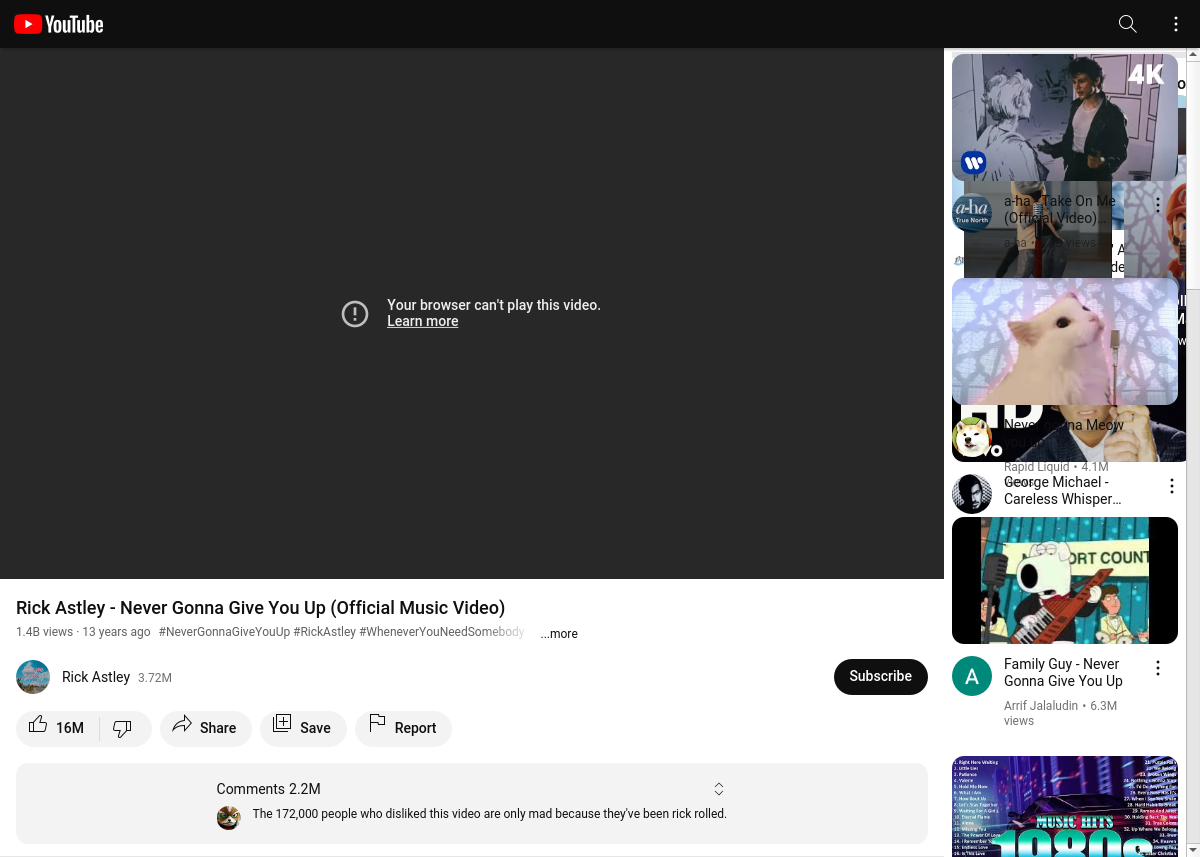 YouTube
Your browser can't play this video.
Learn more
Rick Astley - Never Gonna Give You Up (Official Music Video)
1.4B views · 13 years ago #NeverGonnaGiveYouUp #RickAstley #WheneverYouNeedSomebody ...more
Rick Astley 3.72M
Subscribe
16M
Share
Save
Report
Comments 2.2M
The 172,000 people who disliked this video are only mad because they've been rick rolled.
4K
a-ha
True North
a-ha - Take On Me
(Official Video)...
HD
Never Gonna Meow
Rapid Liquid • 4.1M
George Michael -
Careless Whisper...
A
Family Guy - Never
Gonna Give You Up
Arrif Jalaludin • 6.3M
views
MUSIC HITS
1980s